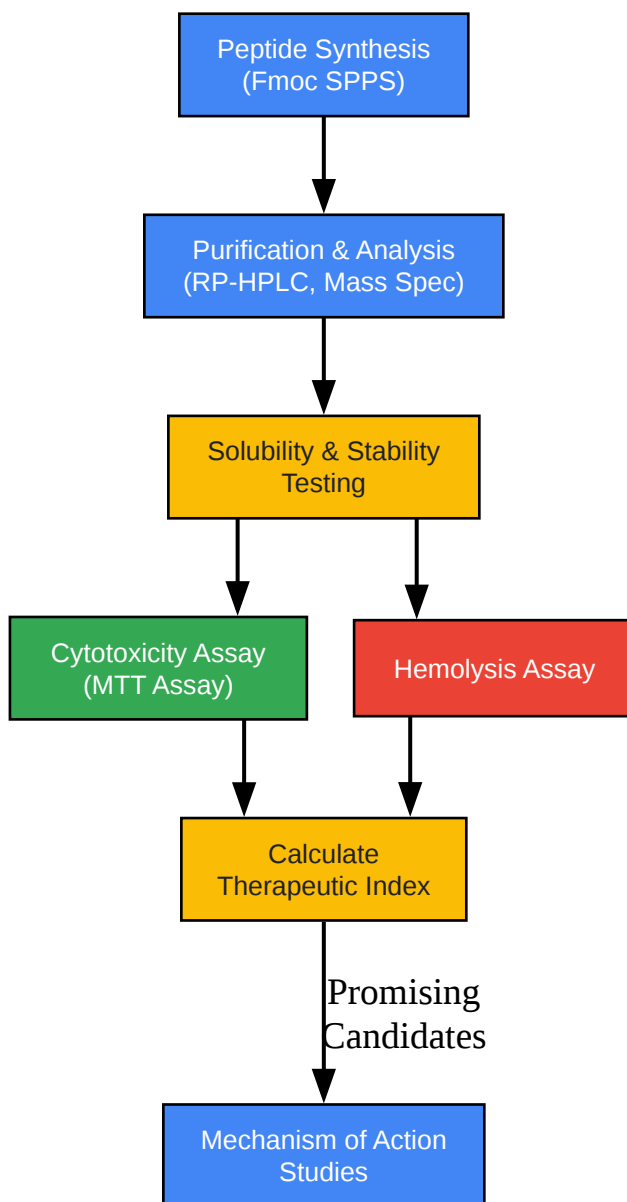 Peptide Synthesis
(Fmoc SPPS)
Purification & Analysis
(RP-HPLC, Mass Spec)
Solubility & Stability
Testing
Cytotoxicity Assay
(MTT Assay)
Hemolysis Assay
Calculate
Therapeutic Index
Promising
Candidates
Mechanism of Action
Studies